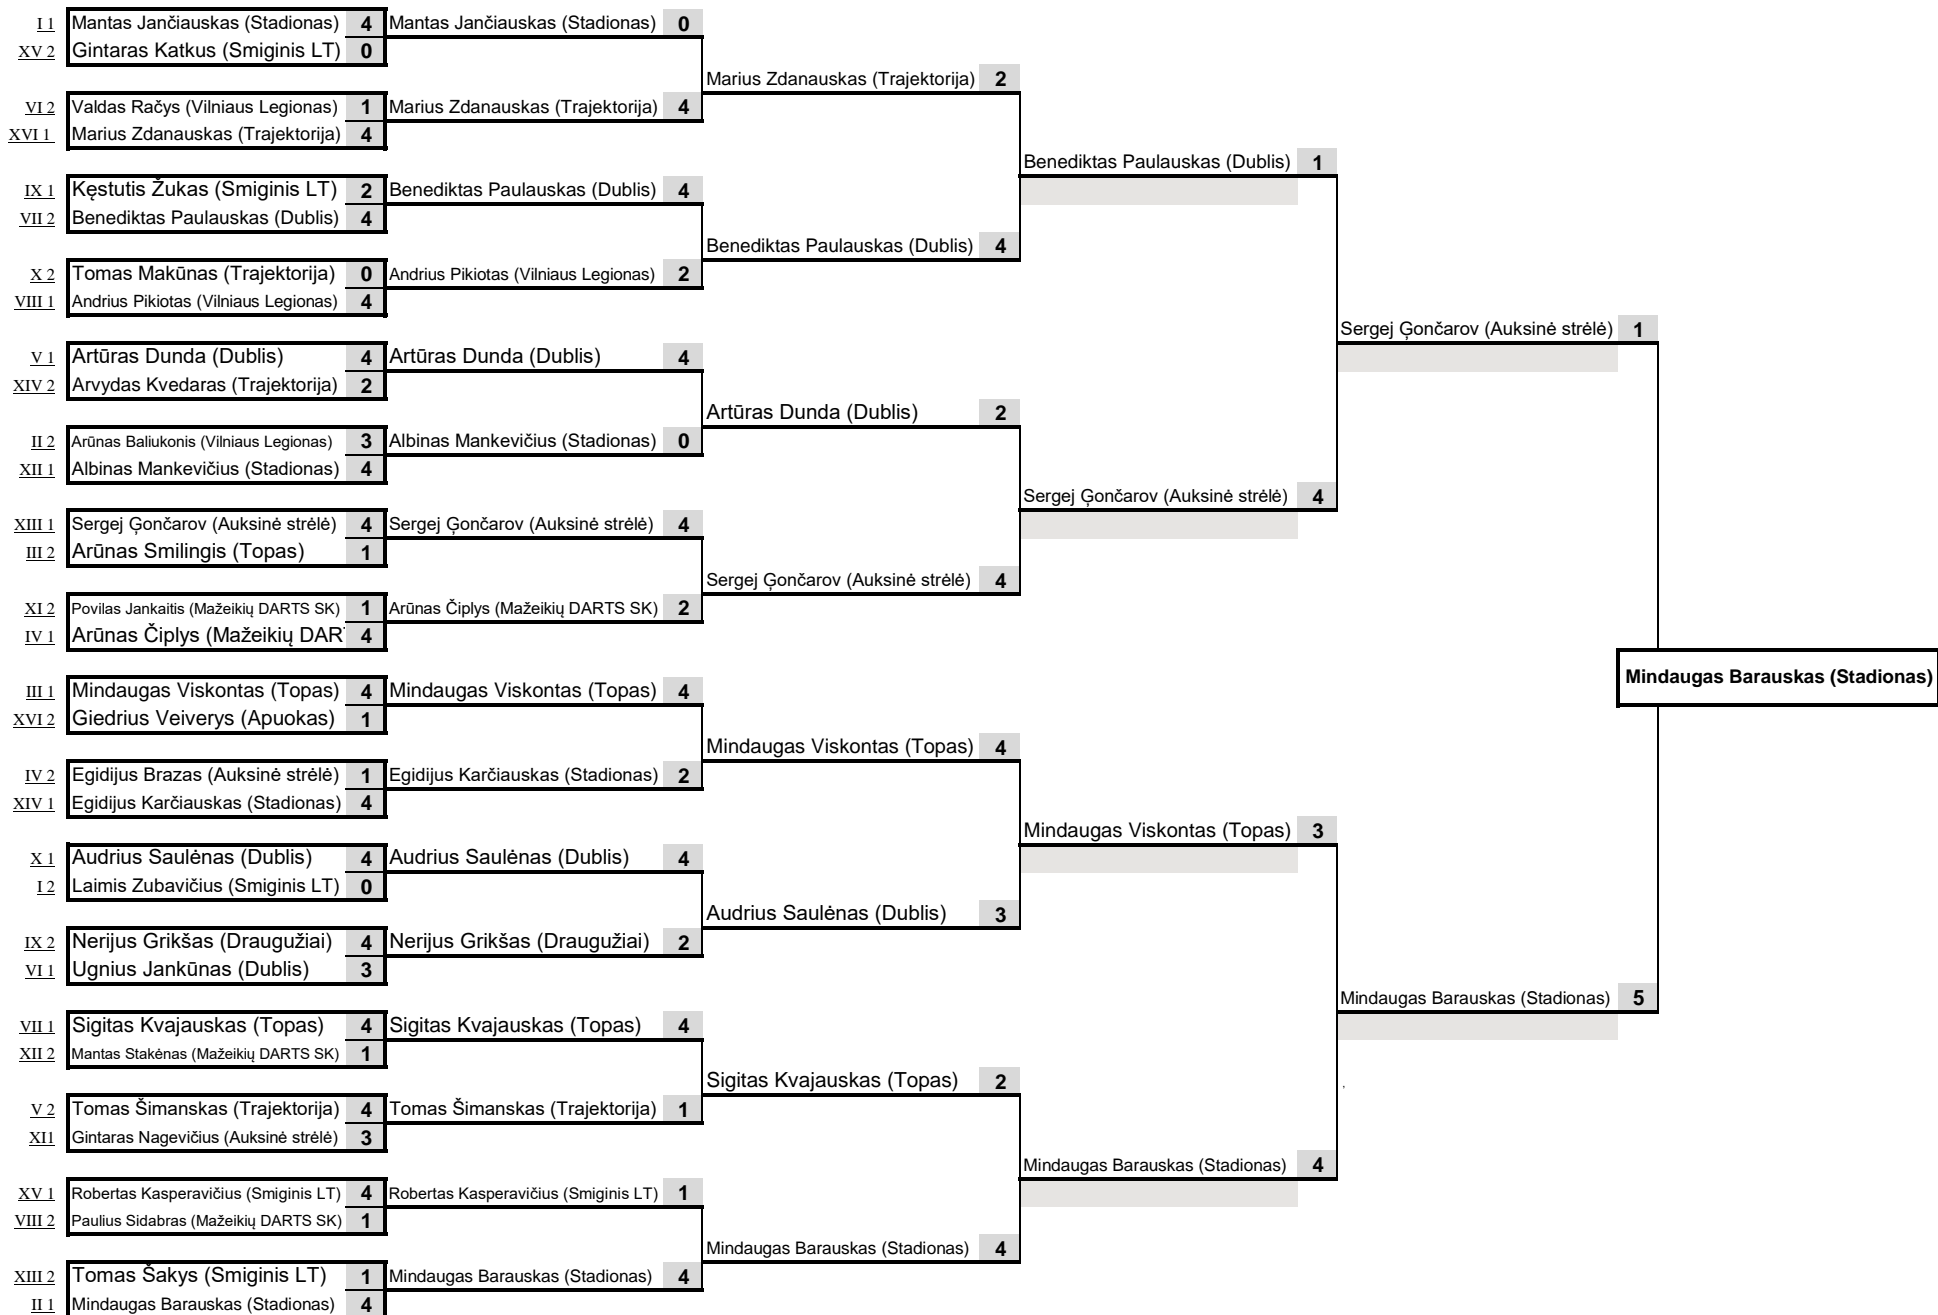 I 1 Mantas Jančiauskas (Stadionas) 4 Mantas Jančiauskas (Stadionas) 0
XV 2 Gintaras Katkus (Smiginis LT) 0
Marius Zdanauskas (Trajektorija) 2
VI 2 Valdas Račys (Vilniaus Legionas) 1 Marius Zdanauskas (Trajektorija) 4
XVI 1 Marius Zdanauskas (Trajektorija) 4
Benediktas Paulauskas (Dublis) 1
IX 1 Kęstutis Žukas (Smiginis LT) 2 Benediktas Paulauskas (Dublis) 4
VII 2 Benediktas Paulauskas (Dublis) 4
Benediktas Paulauskas (Dublis) 4
X 2 Tomas Makūnas (Trajektorija) 0 Andrius Pikiotas (Vilniaus Legionas) 2
VIII 1 Andrius Pikiotas (Vilniaus Legionas) 4
Sergej Gončarov (Auksinė strėlė) 1
V 1 Artūras Dunda (Dublis) 4 Artūras Dunda (Dublis) 4
XIV 2 Arvydas Kvedaras (Trajektorija) 2
Artūras Dunda (Dublis) 2
II 2 Arūnas Baliukonis (Vilniaus Legionas) 3 Albinas Mankevičius (Stadionas) 0
XII 1 Albinas Mankevičius (Stadionas) 4
Sergej Gončarov (Auksinė strėlė) 4
XIII 1 Sergej Gončarov (Auksinė strėlė) 4 Sergej Gončarov (Auksinė strėlė) 4
III 2 Arūnas Smilingis (Topas) 1
Sergej Gončarov (Auksinė strėlė) 4
XI 2 Povilas Jankaitis (Mažeikių DARTS SK) 1 Arūnas Čiplys (Mažeikių DARTS SK) 2
IV 1 Arūnas Čiplys (Mažeikių DAR 4
Mindaugas Barauskas (Stadionas)
III 1 Mindaugas Viskontas (Topas) 4 Mindaugas Viskontas (Topas) 4
XVI 2 Giedrius Veiverys (Apuokas) 1
Mindaugas Viskontas (Topas) 4
IV 2 Egidijus Brazas (Auksinė strėlė) 1 Egidijus Karčiauskas (Stadionas) 2
XIV 1 Egidijus Karčiauskas (Stadionas) 4
Mindaugas Viskontas (Topas) 3
X 1 Audrius Saulėnas (Dublis) 4 Audrius Saulėnas (Dublis) 4
I 2 Laimis Zubavičius (Smiginis LT) 0
Audrius Saulėnas (Dublis) 3
IX 2 Nerijus Grikšas (Draugužiai) 4 Nerijus Grikšas (Draugužiai) 2
VI 1 Ugnius Jankūnas (Dublis) 3
Mindaugas Barauskas (Stadionas) 5
VII 1 Sigitas Kvajauskas (Topas) 4 Sigitas Kvajauskas (Topas) 4
XII 2 Mantas Stakėnas (Mažeikių DARTS SK) 1
Sigitas Kvajauskas (Topas) 2
V 2 Tomas Šimanskas (Trajektorija) 4 Tomas Šimanskas (Trajektorija) 1
XI1 Gintaras Nagevičius (Auksinė strėlė) 3
Mindaugas Barauskas (Stadionas) 4
XV 1 Robertas Kasperavičius (Smiginis LT) 4 Robertas Kasperavičius (Smiginis LT) 1
VIII 2 Paulius Sidabras (Mažeikių DARTS SK) 1
Mindaugas Barauskas (Stadionas) 4
XIII 2 Tomas Šakys (Smiginis LT) 1 Mindaugas Barauskas (Stadionas) 4
II 1 Mindaugas Barauskas (Stadionas) 4